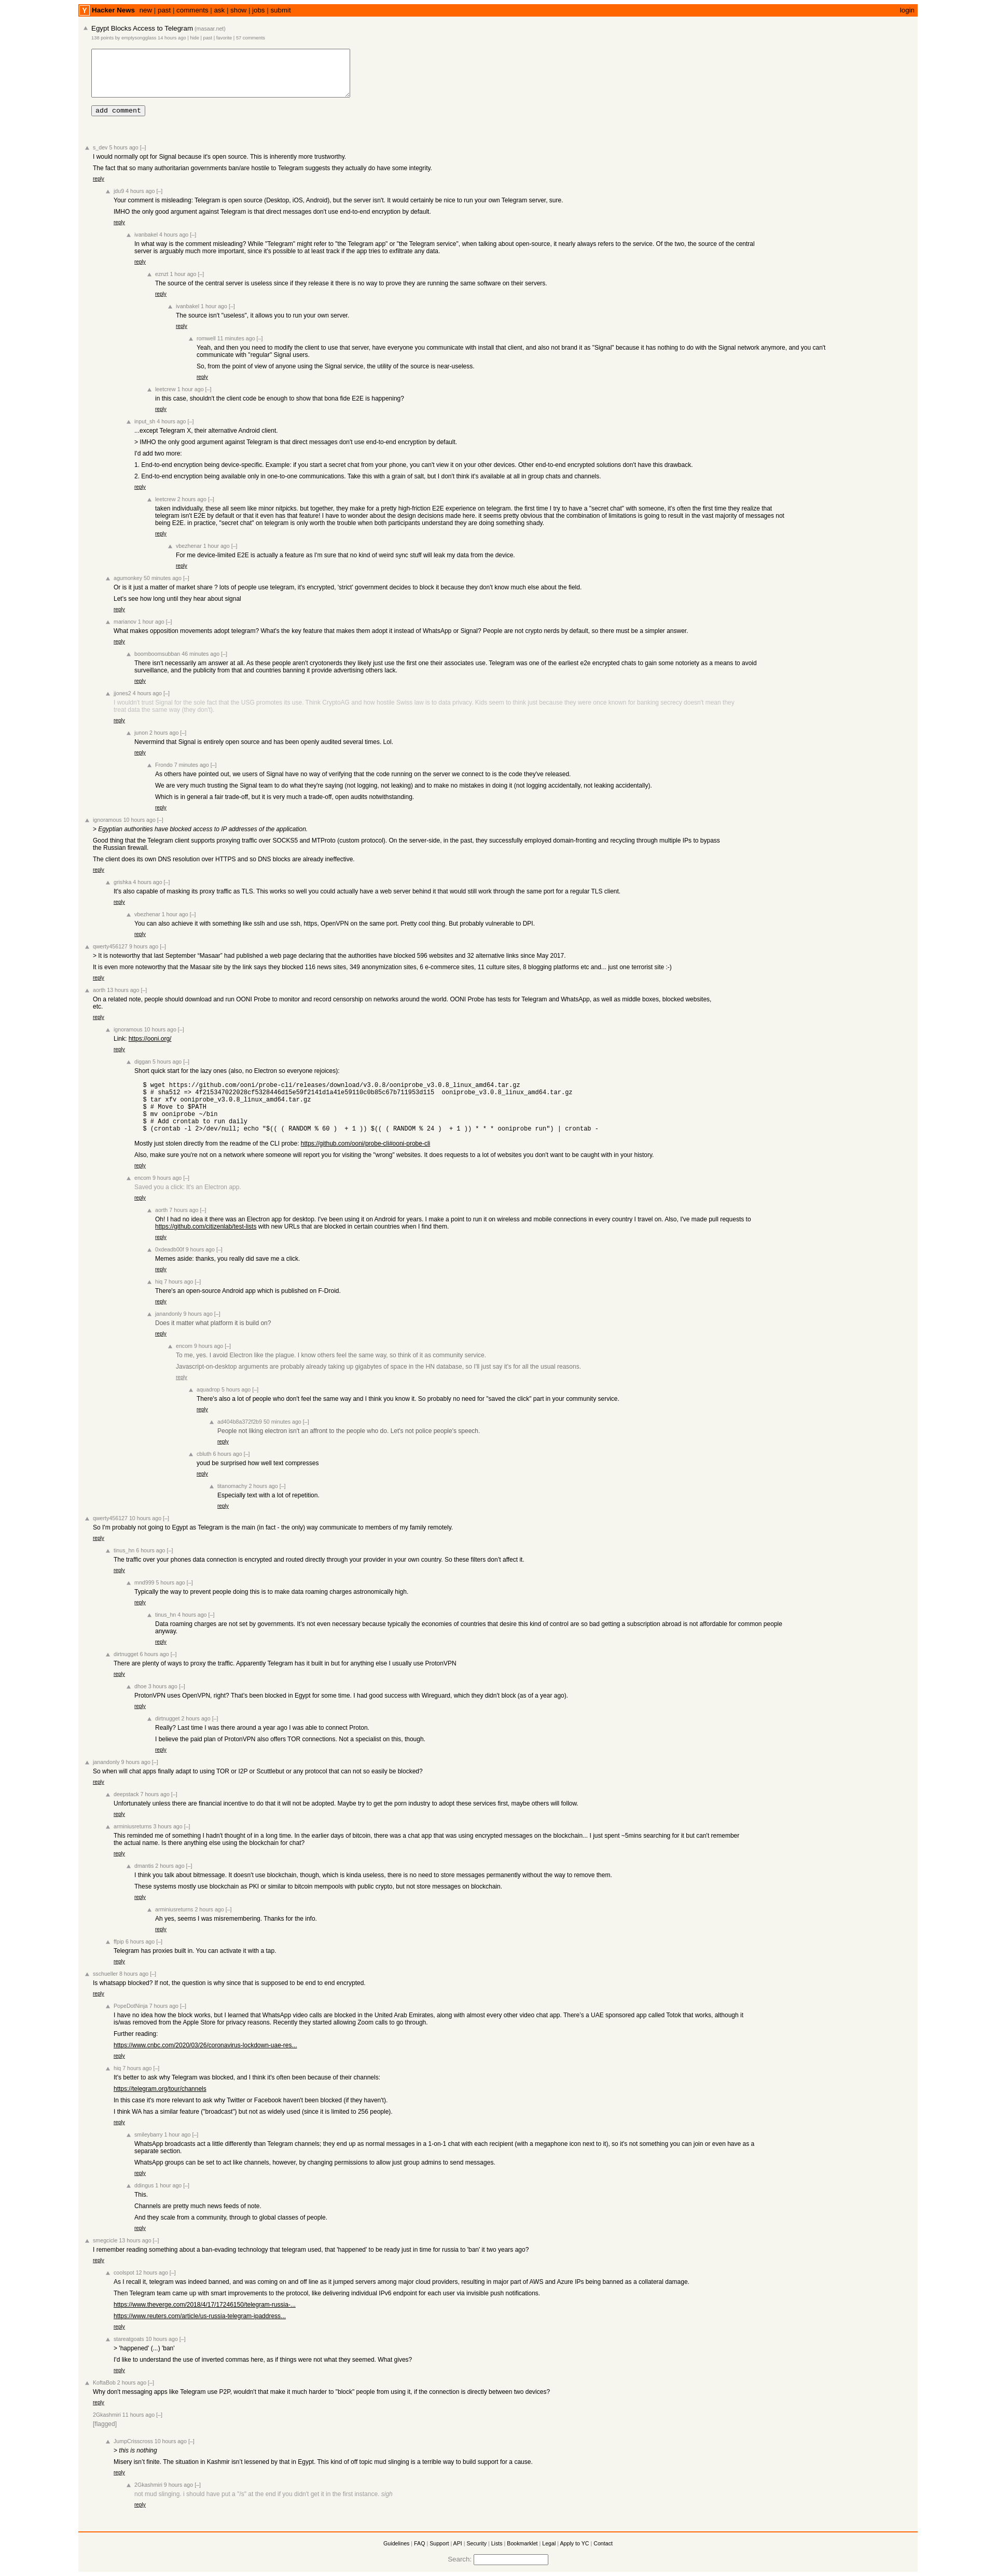 Y Hacker News new | past | comments | ask | show | jobs | submit login
Egypt Blocks Access to Telegram (masaar.net)
139 points by emptysongglass 14 hours ago | hide | past | favorite | 57 comments
add comment
s_dev 5 hours ago [–]
I would normally opt for Signal because it's open source. This is inherently more trustworthy.
The fact that so many authoritarian governments ban/are hostile to Telegram suggests they actually do have some integrity.
reply
jdu9 4 hours ago [–]
Your comment is misleading: Telegram is open source (Desktop, iOS, Android), but the server isn't. It would certainly be nice to run your own Telegram server, sure.
IMHO the only good argument against Telegram is that direct messages don't use end-to-end encryption by default.
reply
ivanbakel 4 hours ago [–]
In what way is the comment misleading? While "Telegram" might refer to "the Telegram app" or "the Telegram service", when talking about open-source, it nearly always refers to the service. Of the two, the source of the central
server is arguably much more important, since it's possible to at least track if the app tries to exfiltrate any data.
reply
eznzt 1 hour ago [–]
The source of the central server is useless since if they release it there is no way to prove they are running the same software on their servers.
reply
ivanbakel 1 hour ago [–]
The source isn't "useless", it allows you to run your own server.
reply
romwell 11 minutes ago [–]
Yeah, and then you need to modify the client to use that server, have everyone you communicate with install that client, and also not brand it as "Signal" because it has nothing to do with the Signal network anymore, and you can't
communicate with "regular" Signal users.
So, from the point of view of anyone using the Signal service, the utility of the source is near-useless.
reply
leetcrew 1 hour ago [–]
in this case, shouldn't the client code be enough to show that bona fide E2E is happening?
reply
input_sh 4 hours ago [–]
...except Telegram X, their alternative Android client.
> IMHO the only good argument against Telegram is that direct messages don't use end-to-end encryption by default.
I'd add two more:
1. End-to-end encryption being device-specific. Example: if you start a secret chat from your phone, you can't view it on your other devices. Other end-to-end encrypted solutions don't have this drawback.
2. End-to-end encryption being available only in one-to-one communications. Take this with a grain of salt, but I don't think it's available at all in group chats and channels.
reply
leetcrew 2 hours ago [–]
taken individually, these all seem like minor nitpicks. but together, they make for a pretty high-friction E2E experience on telegram. the first time I try to have a "secret chat" with someone, it's often the first time they realize that
telegram isn't E2E by default or that it even has that feature! I have to wonder about the design decisions made here. it seems pretty obvious that the combination of limitations is going to result in the vast majority of messages not
being E2E. in practice, "secret chat" on telegram is only worth the trouble when both participants understand they are doing something shady.
reply
vbezhenar 1 hour ago [–]
For me device-limited E2E is actually a feature as I'm sure that no kind of weird sync stuff will leak my data from the device.
reply
agumonkey 50 minutes ago [–]
Or is it just a matter of market share ? lots of people use telegram, it's encrypted, 'strict' government decides to block it because they don't know much else about the field.
Let's see how long until they hear about signal
reply
marianov 1 hour ago [–]
What makes opposition movements adopt telegram? What's the key feature that makes them adopt it instead of WhatsApp or Signal? People are not crypto nerds by default, so there must be a simpler answer.
reply
boomboomsubban 46 minutes ago [–]
There isn't necessarily am answer at all. As these people aren't cryotonerds they likely just use the first one their associates use. Telegram was one of the earliest e2e encrypted chats to gain some notoriety as a means to avoid
surveillance, and the publicity from that and countries banning it provide advertising others lack.
reply
jjones2 4 hours ago [–]
I wouldn't trust Signal for the sole fact that the USG promotes its use. Think CryptoAG and how hostile Swiss law is to data privacy. Kids seem to think just because they were once known for banking secrecy doesn't mean they
treat data the same way (they don't).
reply
junon 2 hours ago [–]
Nevermind that Signal is entirely open source and has been openly audited several times. Lol.
reply
Frondo 7 minutes ago [–]
As others have pointed out, we users of Signal have no way of verifying that the code running on the server we connect to is the code they've released.
We are very much trusting the Signal team to do what they're saying (not logging, not leaking) and to make no mistakes in doing it (not logging accidentally, not leaking accidentally).
Which is in general a fair trade-off, but it is very much a trade-off, open audits notwithstanding.
reply
ignoramous 10 hours ago [–]
> Egyptian authorities have blocked access to IP addresses of the application.
Good thing that the Telegram client supports proxying traffic over SOCKS5 and MTProto (custom protocol). On the server-side, in the past, they successfully employed domain-fronting and recycling through multiple IPs to bypass
the Russian firewall.
The client does its own DNS resolution over HTTPS and so DNS blocks are already ineffective.
reply
grishka 4 hours ago [–]
It's also capable of masking its proxy traffic as TLS. This works so well you could actually have a web server behind it that would still work through the same port for a regular TLS client.
reply
vbezhenar 1 hour ago [–]
You can also achieve it with something like sslh and use ssh, https, OpenVPN on the same port. Pretty cool thing. But probably vulnerable to DPI.
reply
qwerty456127 9 hours ago [–]
> It is noteworthy that last September “Masaar” had published a web page declaring that the authorities have blocked 596 websites and 32 alternative links since May 2017.
It is even more noteworthy that the Masaar site by the link says they blocked 116 news sites, 349 anonymization sites, 6 e-commerce sites, 11 culture sites, 8 blogging platforms etc and... just one terrorist site :-)
reply
aorth 13 hours ago [–]
On a related note, people should download and run OONI Probe to monitor and record censorship on networks around the world. OONI Probe has tests for Telegram and WhatsApp, as well as middle boxes, blocked websites,
etc.
reply
ignoramous 10 hours ago [–]
Link: https://ooni.org/
reply
diggan 5 hours ago [–]
Short quick start for the lazy ones (also, no Electron so everyone rejoices):
$ wget https://github.com/ooni/probe-cli/releases/download/v3.0.8/ooniprobe_v3.0.8_linux_amd64.tar.gz
$ # sha512 => 4f215347022028cf5328446d15e59f2141d1a41e59110c0b85c67b711953d115  ooniprobe_v3.0.8_linux_amd64.tar.gz
$ tar xfv ooniprobe_v3.0.8_linux_amd64.tar.gz
$ # Move to $PATH
$ mv ooniprobe ~/bin
$ # Add crontab to run daily
$ (crontab -l 2>/dev/null; echo "$(( ( RANDOM % 60 )  + 1 )) $(( ( RANDOM % 24 )  + 1 )) * * * ooniprobe run") | crontab -
Mostly just stolen directly from the readme of the CLI probe: https://github.com/ooni/probe-cli#ooni-probe-cli
Also, make sure you're not on a network where someone will report you for visiting the "wrong" websites. It does requests to a lot of websites you don't want to be caught with in your history.
reply
encom 9 hours ago [–]
Saved you a click: It's an Electron app.
reply
aorth 7 hours ago [–]
Oh! I had no idea it there was an Electron app for desktop. I've been using it on Android for years. I make a point to run it on wireless and mobile connections in every country I travel on. Also, I've made pull requests to
https://github.com/citizenlab/test-lists with new URLs that are blocked in certain countries when I find them.
reply
0xdeadb00f 9 hours ago [–]
Memes aside: thanks, you really did save me a click.
reply
hiq 7 hours ago [–]
There's an open-source Android app which is published on F-Droid.
reply
janandonly 9 hours ago [–]
Does it matter what platform it is build on?
reply
encom 9 hours ago [–]
To me, yes. I avoid Electron like the plague. I know others feel the same way, so think of it as community service.
Javascript-on-desktop arguments are probably already taking up gigabytes of space in the HN database, so I'll just say it's for all the usual reasons.
reply
aquadrop 5 hours ago [–]
There's also a lot of people who don't feel the same way and I think you know it. So probably no need for "saved the click" part in your community service.
reply
ad404b8a372f2b9 50 minutes ago [–]
People not liking electron isn't an affront to the people who do. Let's not police people's speech.
reply
cbluth 6 hours ago [–]
youd be surprised how well text compresses
reply
titanomachy 2 hours ago [–]
Especially text with a lot of repetition.
reply
qwerty456127 10 hours ago [–]
So I'm probably not going to Egypt as Telegram is the main (in fact - the only) way communicate to members of my family remotely.
reply
tinus_hn 6 hours ago [–]
The traffic over your phones data connection is encrypted and routed directly through your provider in your own country. So these filters don't affect it.
reply
mnd999 5 hours ago [–]
Typically the way to prevent people doing this is to make data roaming charges astronomically high.
reply
tinus_hn 4 hours ago [–]
Data roaming charges are not set by governments. It's not even necessary because typically the economies of countries that desire this kind of control are so bad getting a subscription abroad is not affordable for common people
anyway.
reply
dirtnugget 6 hours ago [–]
There are plenty of ways to proxy the traffic. Apparently Telegram has it built in but for anything else I usually use ProtonVPN
reply
dhoe 3 hours ago [–]
ProtonVPN uses OpenVPN, right? That's been blocked in Egypt for some time. I had good success with Wireguard, which they didn't block (as of a year ago).
reply
dirtnugget 2 hours ago [–]
Really? Last time I was there around a year ago I was able to connect Proton.
I believe the paid plan of ProtonVPN also offers TOR connections. Not a specialist on this, though.
reply
janandonly 9 hours ago [–]
So when will chat apps finally adapt to using TOR or I2P or Scuttlebut or any protocol that can not so easily be blocked?
reply
deepstack 7 hours ago [–]
Unfortunately unless there are financial incentive to do that it will not be adopted. Maybe try to get the porn industry to adopt these services first, maybe others will follow.
reply
arminiusreturns 3 hours ago [–]
This reminded me of something I hadn't thought of in a long time. In the earlier days of bitcoin, there was a chat app that was using encrypted messages on the blockchain... I just spent ~5mins searching for it but can't remember
the actual name. Is there anything else using the blockchain for chat?
reply
dmantis 2 hours ago [–]
I think you talk about bitmessage. It doesn't use blockchain, though, which is kinda useless, there is no need to store messages permanently without the way to remove them.
These systems mostly use blockchain as PKI or similar to bitcoin mempools with public crypto, but not store messages on blockchain.
reply
arminiusreturns 2 hours ago [–]
Ah yes, seems I was misremembering. Thanks for the info.
reply
ffjdp 6 hours ago [–]
Telegram has proxies built in. You can activate it with a tap.
reply
sschueller 8 hours ago [–]
Is whatsapp blocked? If not, the question is why since that is supposed to be end to end encrypted.
reply
PopeDotNinja 7 hours ago [–]
I have no idea how the block works, but I learned that WhatsApp video calls are blocked in the United Arab Emirates, along with almost every other video chat app. There's a UAE sponsored app called Totok that works, although it
is/was removed from the Apple Store for privacy reasons. Recently they started allowing Zoom calls to go through.
Further reading:
https://www.cnbc.com/2020/03/26/coronavirus-lockdown-uae-res...
reply
hiq 7 hours ago [–]
It's better to ask why Telegram was blocked, and I think it's often been because of their channels:
https://telegram.org/tour/channels
In this case it's more relevant to ask why Twitter or Facebook haven't been blocked (if they haven't).
I think WA has a similar feature ("broadcast") but not as widely used (since it is limited to 256 people).
reply
smileybarry 1 hour ago [–]
WhatsApp broadcasts act a little differently than Telegram channels; they end up as normal messages in a 1-on-1 chat with each recipient (with a megaphone icon next to it), so it's not something you can join or even have as a
separate section.
WhatsApp groups can be set to act like channels, however, by changing permissions to allow just group admins to send messages.
reply
ddingus 1 hour ago [–]
This.
Channels are pretty much news feeds of note.
And they scale from a community, through to global classes of people.
reply
smegcicle 13 hours ago [–]
I remember reading something about a ban-evading technology that telegram used, that 'happened' to be ready just in time for russia to 'ban' it two years ago?
reply
coolspot 12 hours ago [–]
As I recall it, telegram was indeed banned, and was coming on and off line as it jumped servers among major cloud providers, resulting in major part of AWS and Azure IPs being banned as a collateral damage.
Then Telegram team came up with smart improvements to the protocol, like delivering individual IPv6 endpoint for each user via invisible push notifications.
https://www.theverge.com/2018/4/17/17246150/telegram-russia-...
https://www.reuters.com/article/us-russia-telegram-ipaddress...
reply
stareatgoats 10 hours ago [–]
> 'happened' (...) 'ban'
I'd like to understand the use of inverted commas here, as if things were not what they seemed. What gives?
reply
KoftaBob 2 hours ago [–]
Why don't messaging apps like Telegram use P2P, wouldn't that make it much harder to "block" people from using it, if the connection is directly between two devices?
reply
2Gkashmiri 11 hours ago [–]
[flagged]
JumpCrisscross 10 hours ago [–]
> this is nothing
Misery isn't finite. The situation in Kashmir isn't lessened by that in Egypt. This kind of off topic mud slinging is a terrible way to build support for a cause.
reply
2Gkashmiri 9 hours ago [–]
not mud slinging. i should have put a "/s" at the end if you didn't get it in the first instance. sigh
reply
Guidelines | FAQ | Support | API | Security | Lists | Bookmarklet | Legal | Apply to YC | Contact
Search: